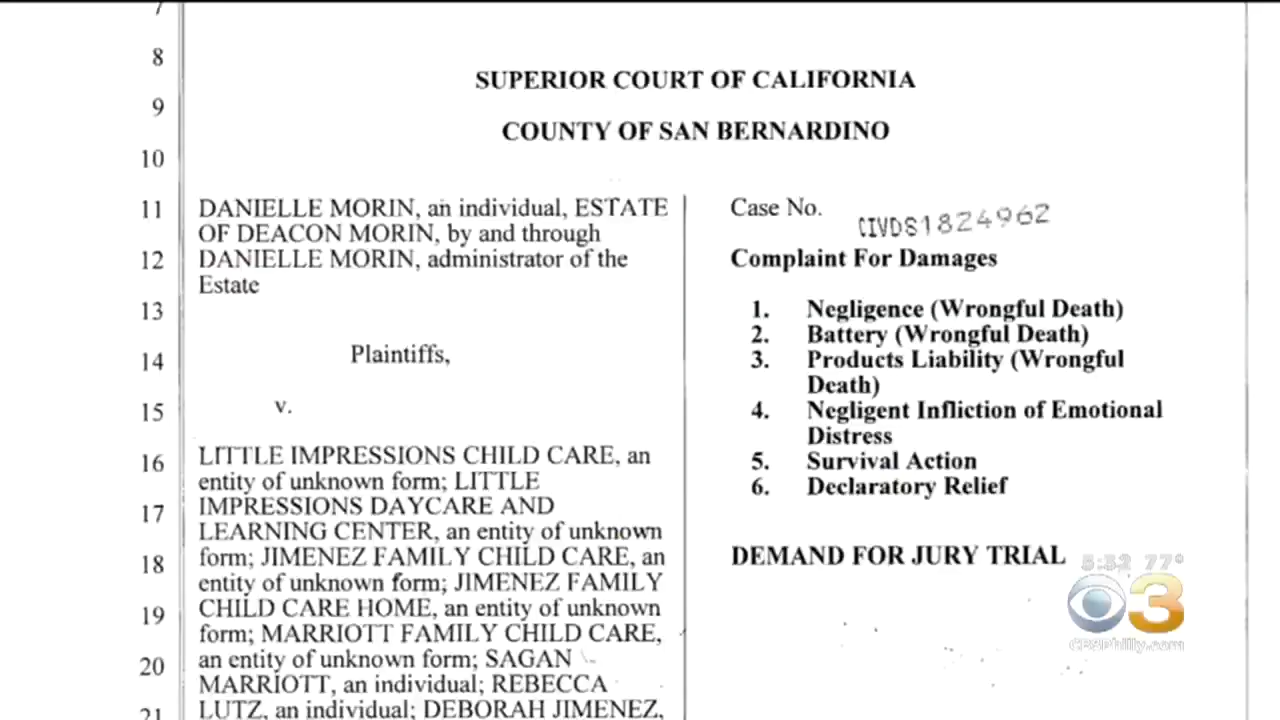 7
8
SUPERIOR COURT OF CALIFORNIA
9
COUNTY OF SAN BERNARDINO
10
11
DANIELLE MORIN, an individual, ESTATE
OF DEACON MORIN, by and through
12
DANIELLE MORIN, administrator of the
Estate
13
14
Plaintiffs,
15
v.
16
LITTLE IMPRESSIONS CHILD CARE, an
entity of unknown form; LITTLE
17
IMPRESSIONS DAYCARE AND
LEARNING CENTER, an entity of unknown
18
form; JIMENEZ FAMILY CHILD CARE, an
entity of unknown form; JIMENEZ FAMILY
19
CHILD CARE HOME, an entity of unknown
form; MARRIOTT FAMILY CHILD CARE,
20
an entity of unknown form; SAGAN
MARRIOTT, an individual; REBECCA
21
LUTZ, an individual; DEBORAH JIMENEZ,
Case No.
CIVDS1824962
Complaint For Damages
1. Negligence (Wrongful Death)
2. Battery (Wrongful Death)
3. Products Liability (Wrongful
Death)
4. Negligent Infliction of Emotional
Distress
5. Survival Action
6. Declaratory Relief
DEMAND FOR JURY TRIAL
5:32 77°
3
CBSPhilly.com